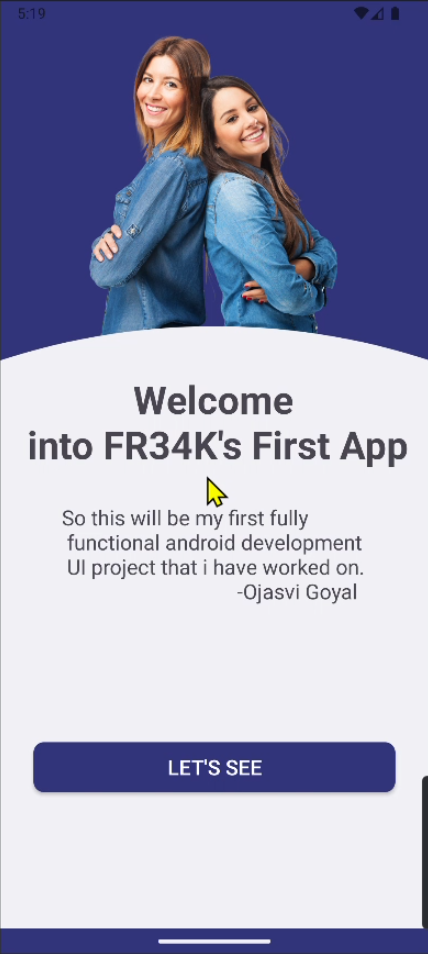 5:19
Welcome
into FR34K's First App
So this will be my first fully
functional android development
UI project that i have worked on.
-Ojasvi Goyal
LET'S SEE